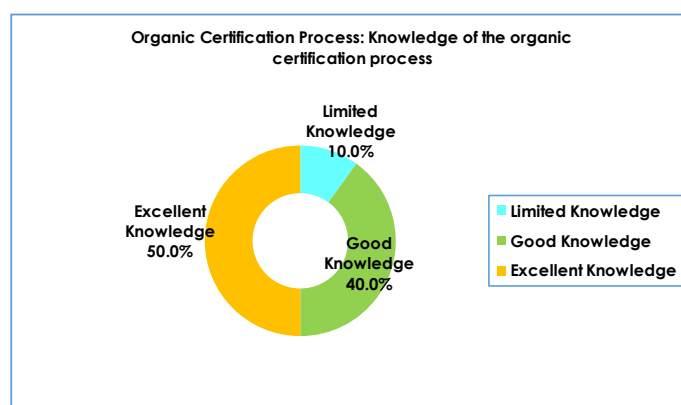 Organic Certification Process: Knowledge of the organic
certification process
Limited
Knowledge
10.0%
Good
Knowledge
40.0%
Excellent
Knowledge
50.0%
Limited Knowledge
Good Knowledge
Excellent Knowledge